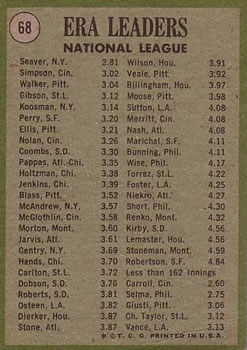 68
ERA LEADERS
NATIONAL LEAGUE
Seaver, N.Y. 2.81
Simpson, Cin. 3.02
Walker, Pitt. 3.04
Gibson, St.L. 3.12
Koosman, N.Y. 3.14
Perry, S.F. 3.20
Ellis, Pitt. 3.21
Nolan, Cin. 3.26
Coombs, S.D. 3.30
Pappas, Atl.-Chi. 3.35
Holtzman, Chi. 3.38
Jenkins, Chi. 3.39
Blass, Pitt. 3.51
McAndrew, N.Y. 3.57
McGlothlin, Cin. 3.58
Morton, Mont. 3.60
Jarvis, Atl. 3.61
Gentry, N.Y. 3.69
Hands, Chi. 3.70
Carlton, St.L. 3.72
Dobson, S.D. 3.76
Roberts, S.D. 3.81
Osteen, L.A. 3.82
Dierker, Hou. 3.87
Stone, Atl. 3.87
Wilson, Hou. 3.91
Veale, Pitt. 3.92
Billingham, Hou. 3.97
Moose, Pitt. 3.98
Sutton, L.A. 4.08
Merritt, Cin. 4.08
Nash, Atl. 4.08
Marichal, S.F. 4.11
Bunning, Phil. 4.11
Wise, Phil. 4.17
Torrez, St.L. 4.22
Foster, L.A. 4.25
Niekro, Atl. 4.27
Short, Phil. 4.30
Renko, Mont. 4.32
Kirby, S.D. 4.46
Lemaster, Hou. 4.56
Stoneman, Mont. 4.60
Robertson, S.F. 4.84
Less than 162 Innings
Carroll, Cin. 2.60
Selma, Phil. 2.75
Giusti, Pitt. 3.06
Ch. Taylor, St.L. 3.12
Vance, L.A. 3.13
* © T. C. G. PRINTED IN U.S.A.